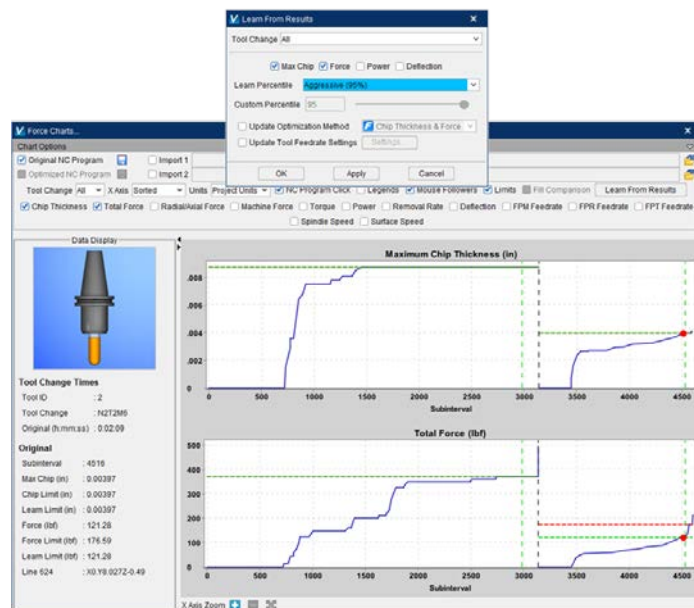 Learn From Results
Tool Change All
Max Chip Force Power Deflection
Learn Percentile Aggressive (95%)
Custom Percentile 95
Update Optimization Method Chip Thickness & Force
Update Tool Feedrate Settings Settings...
OK Apply Cancel
Force Charts...
Chart Options
Original NC Program Import 1
Optimized NC Program Import 2
Tool Change All X Axis Sorted Units Project Units NC Program Click Legends Mouse Followers Limits Fill Comparison Learn From Results
Chip Thickness Total Force Radial/Axial Force Machine Force Torque Power Removal Rate Deflection FPM Feedrate FPR Feedrate FPT Feedrate
Spindle Speed Surface Speed
Data Display
Tool Change Times
Tool ID : 2
Tool Change : N2T2M6
Original (h:mm:ss) : 0:02:09
Original
Subinterval : 4516
Max Chip (in) : 0.00397
Chip Limit (in) : 0.00397
Learn Limit (in) : 0.00397
Force (lbf) : 121.28
Force Limit (lbf) : 176.59
Learn Limit (lbf) : 121.28
Line 624 : X0.Y8.027Z-0.49
Maximum Chip Thickness (in)
.008
.006
.004
.002
0
0 500 1000 1500 2000 2500 3000 3500 4000 4500
Subinterval
Total Force (lbf)
500
400
300
200
100
0
0 500 1000 1500 2000 2500 3000 3500 4000 4500
Subinterval
X Axis Zoom